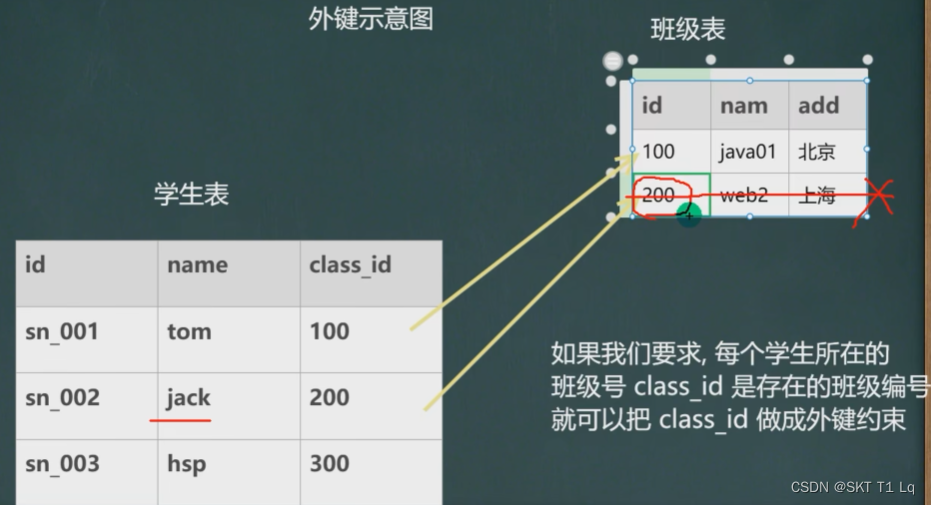 外键示意图
班级表
id nam add
100 java01 北京
200 web2 上海
学生表
id name class_id
sn_001 tom 100
sn_002 jack 200
sn_003 hsp 300
如果我们要求, 每个学生所在的
班级号 class_id 是存在的班级编号
就可以把 class_id 做成外键约束
CSDN @SKT T1 Lq